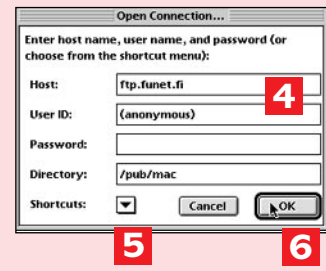 Open Connection...
Enter host name, user name, and password (or
choose from the shortcut menu):
Host: ftp.funet.fi 4
User ID: (anonymous)
Password:
Directory: /pub/mac
Shortcuts: Cancel OK
5 6